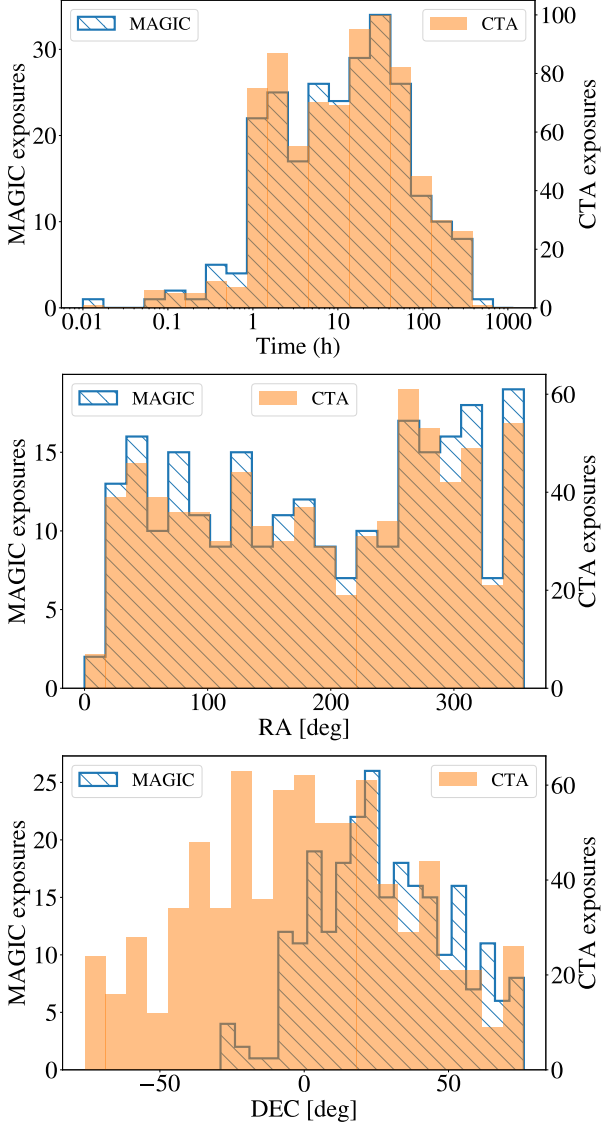 MAGIC
CTA
MAGIC exposures
0
10
20
30
CTA exposures
0
20
40
60
80
100
0.01
0.1
1
10
100
1000
Time (h)
MAGIC
CTA
MAGIC exposures
0
5
10
15
CTA exposures
0
20
40
60
0
100
200
300
RA [deg]
MAGIC
CTA
MAGIC exposures
0
5
10
15
20
25
CTA exposures
0
20
40
60
−50
0
50
DEC [deg]